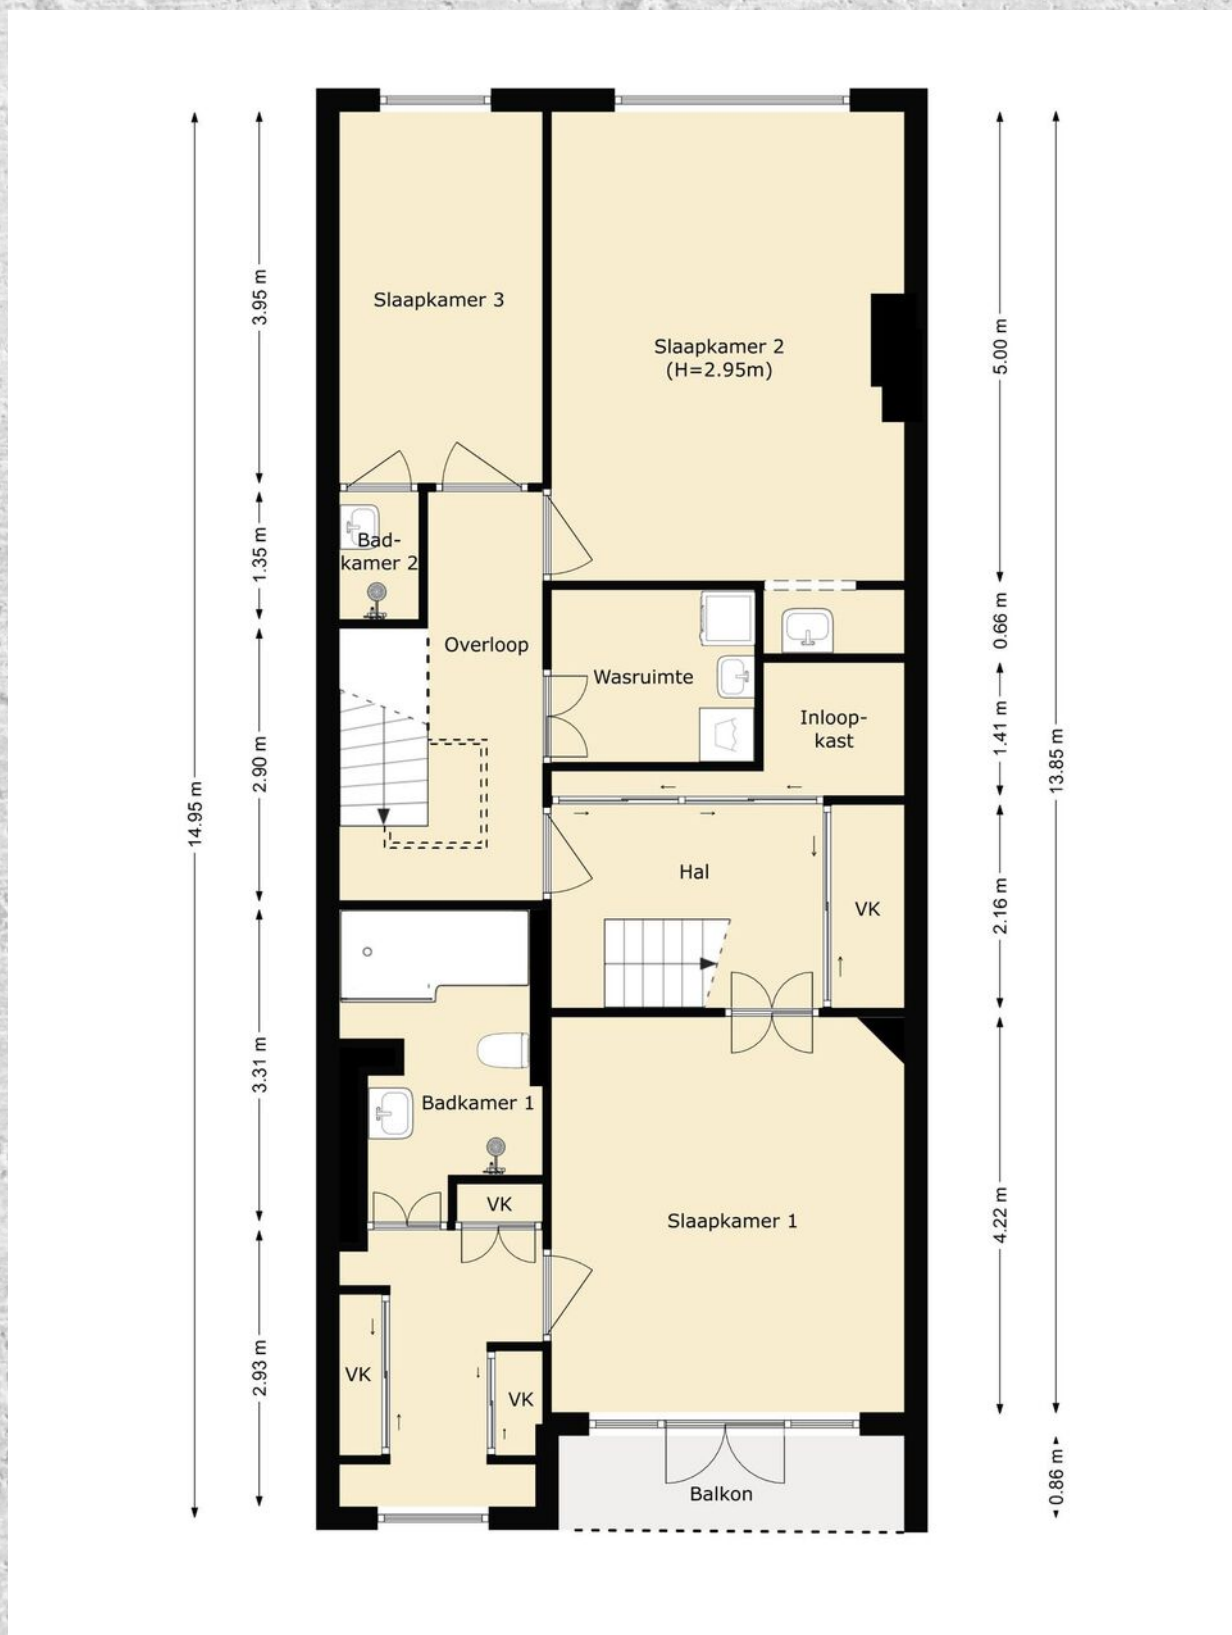 Slaapkamer 3
Slaapkamer 2
(H=2.95m)
Bad-
kamer 2
Overloop
Wasruimte
Inloop-
kast
Hal
VK
Badkamer 1
VK
Slaapkamer 1
VK
VK
Balkon
14.95 m
3.95 m
1.35 m
2.90 m
3.31 m
2.93 m
5.00 m
0.66 m
1.41 m
2.16 m
4.22 m
13.85 m
0.86 m